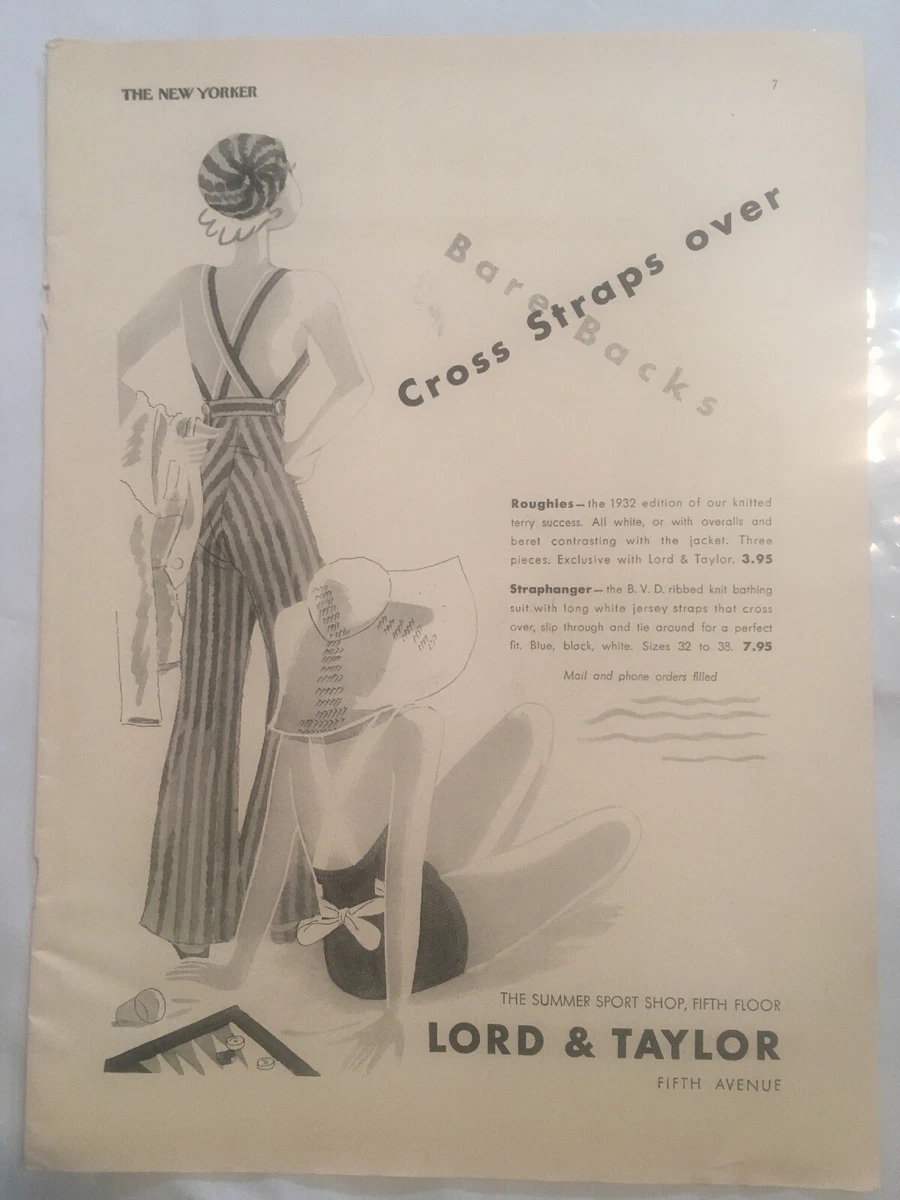 THE NEW YORKER
7
Cross Straps over
Bare Backs
Roughies—the 1932 edition of our knitted
terry success. All white, or with overalls and
beret contrasting with the jacket. Three
pieces. Exclusive with Lord & Taylor. 3.95
Straphanger—the B. V. D. ribbed knit bathing
suit with long white jersey straps that cross
over, slip through and tie around for a perfect
fit. Blue, black, white. Sizes 32 to 38. 7.95
Mail and phone orders filled
THE SUMMER SPORT SHOP, FIFTH FLOOR
LORD & TAYLOR
FIFTH AVENUE